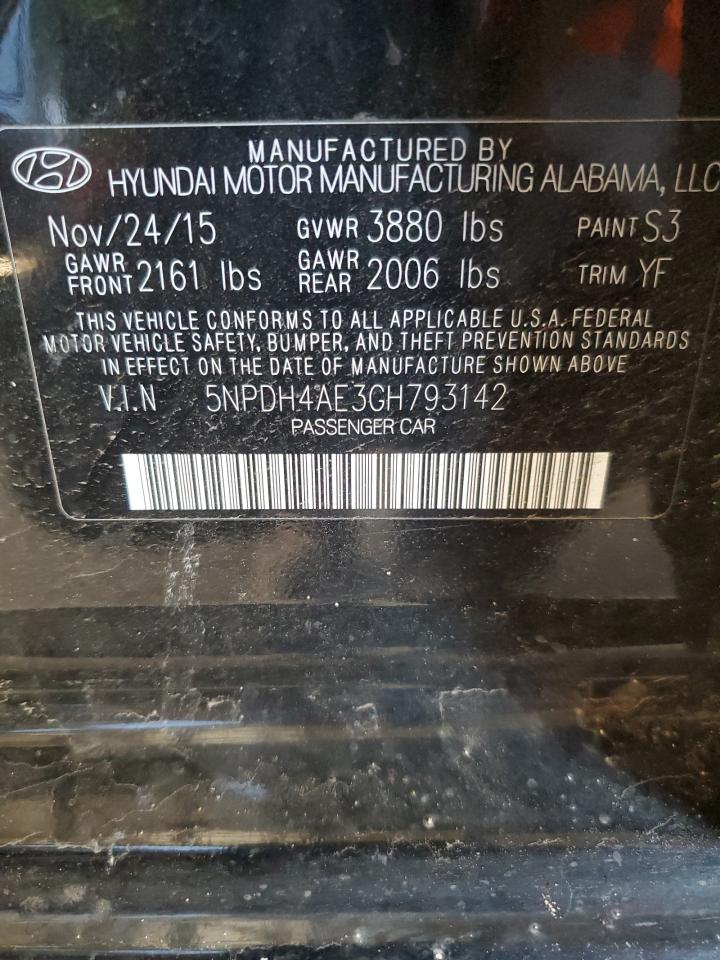 MANUFACTURED BY
HYUNDAI MOTOR MANUFACTURING ALABAMA, LLC
Nov/24/15 GVWR 3880 lbs PAINT S3
GAWR FRONT 2161 lbs GAWR REAR 2006 lbs TRIM YF
THIS VEHICLE CONFORMS TO ALL APPLICABLE U.S.A. FEDERAL
MOTOR VEHICLE SAFETY, BUMPER, AND THEFT PREVENTION STANDARDS
IN EFFECT ON THE DATE OF MANUFACTURE SHOWN ABOVE
V.I.N 5NPDH4AE3GH793142
PASSENGER CAR